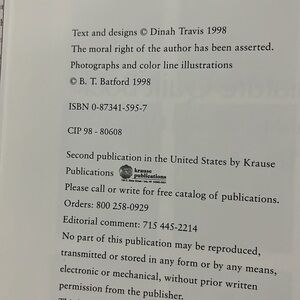 Text and designs © Dinah Travis 1998
The moral right of the author has been asserted.
Photographs and color line illustrations
© B. T. Batford 1998
ISBN 0-87341-595-7
CIP 98 - 80608
Second publication in the United States by Krause
Publications krause publications
Please call or write for free catalog of publications.
Orders: 800 258-0929
Editorial comment: 715 445-2214
No part of this publication may be reproduced,
transmitted or stored in any form or by any means,
electronic or mechanical, without prior written
permission from the publisher.